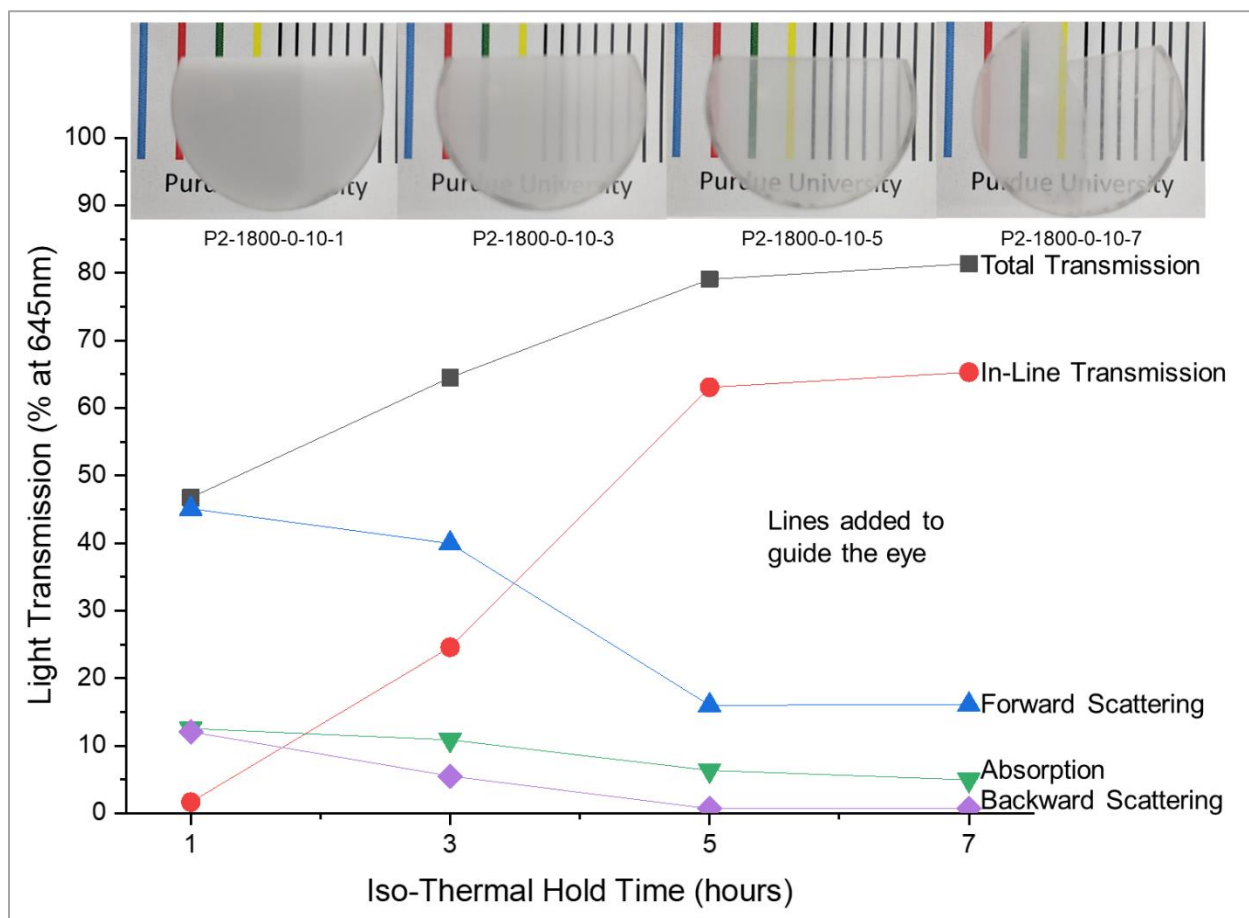 Purdue University
Purdue University
Purdue University
Purdue University
P2-1800-0-10-1
P2-1800-0-10-3
P2-1800-0-10-5
P2-1800-0-10-7
100
90
80
70
60
50
40
30
20
10
0
Light Transmission (% at 645nm)
Total Transmission
In-Line Transmission
Lines added to
guide the eye
Forward Scattering
Absorption
Backward Scattering
1
3
5
7
Iso-Thermal Hold Time (hours)